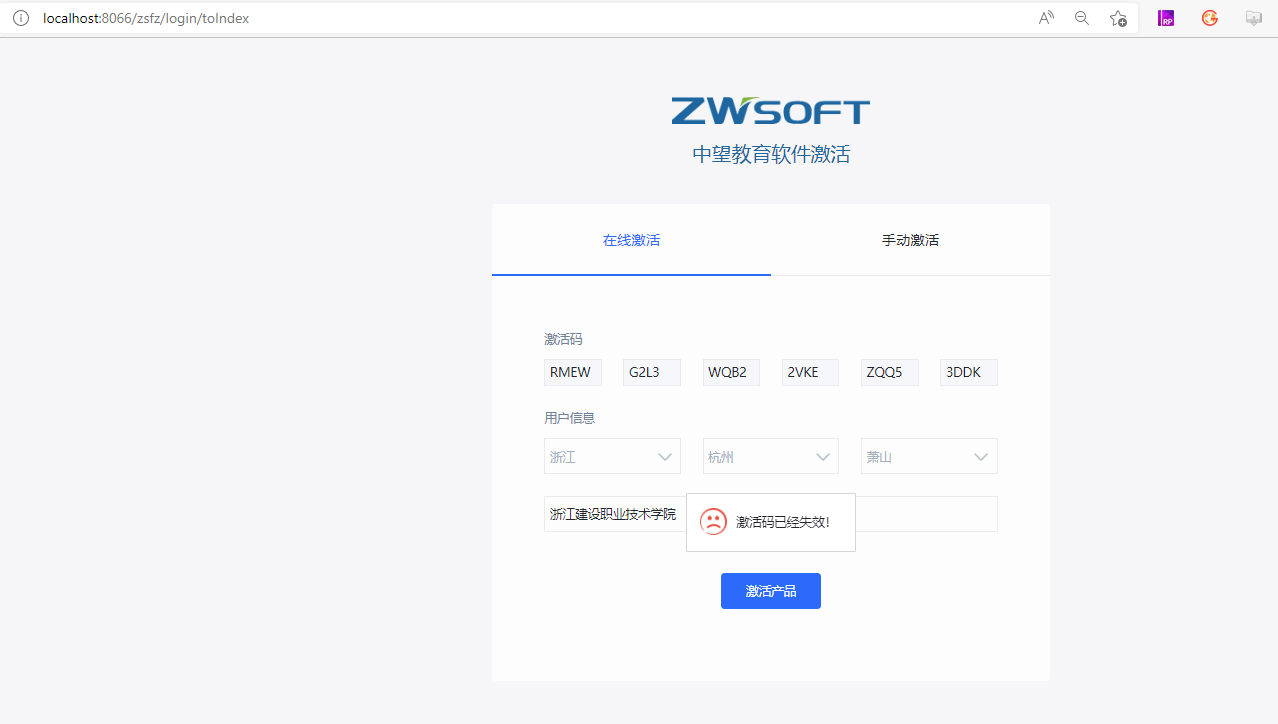 localhost:8066/zsfz/login/toIndex
ZWSOFT
中望教育软件激活
在线激活 手动激活
激活码
RMEW G2L3 WQB2 2VKE ZQQ5 3DDK
用户信息
浙江 杭州 萧山
浙江建设职业技术学院
激活码已经失效!
激活产品